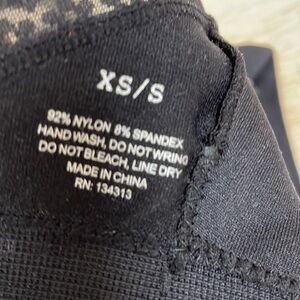 XS/S
92% NYLON 8% SPANDEX
HAND WASH, DO NOT WRING
DO NOT BLEACH, LINE DRY
MADE IN CHINA
RN: 134313